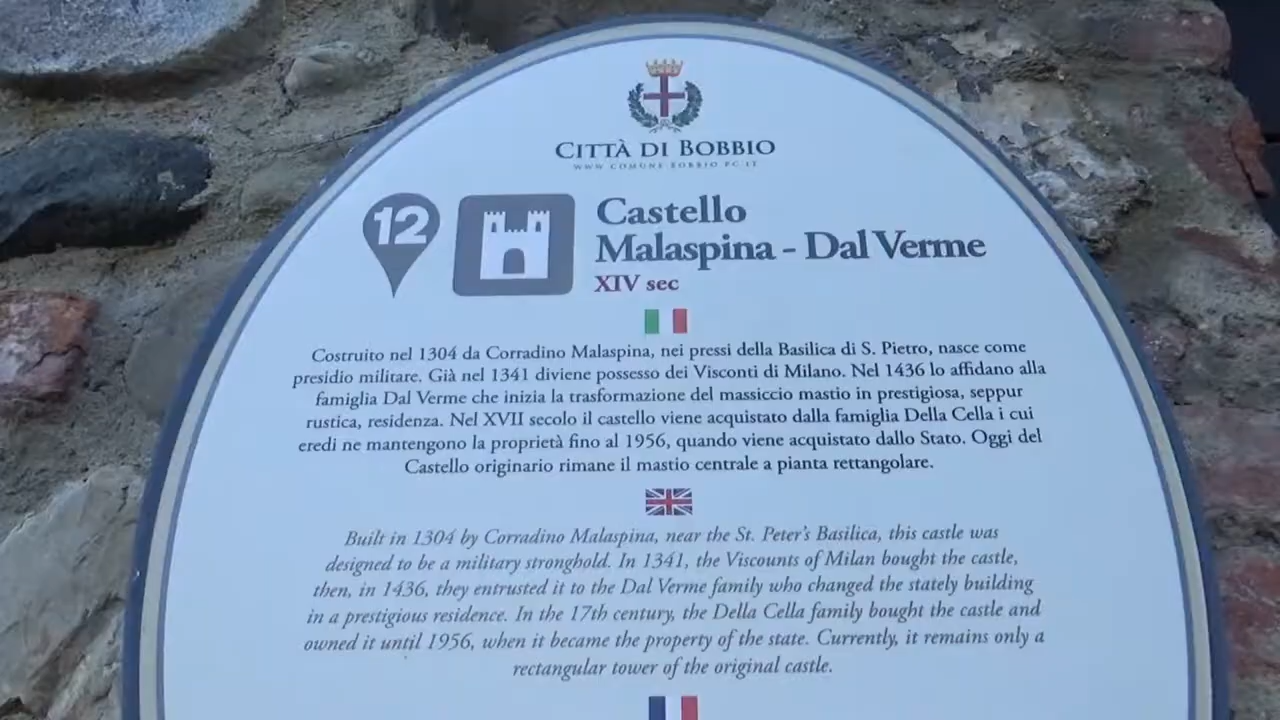 CITTÀ DI BOBBIO
WWW.COMUNE.BOBBIO.PC.IT
12
Castello
Malaspina - Dal Verme
XIV sec
Costruito nel 1304 da Corradino Malaspina, nei pressi della Basilica di S. Pietro, nasce come
presidio militare. Già nel 1341 diviene possesso dei Visconti di Milano. Nel 1436 lo affidano alla
famiglia Dal Verme che inizia la trasformazione del massiccio mastio in prestigiosa, seppur
rustica, residenza. Nel XVII secolo il castello viene acquistato dalla famiglia Della Cella i cui
eredi ne mantengono la proprietà fino al 1956, quando viene acquistato dallo Stato. Oggi del
Castello originario rimane il mastio centrale a pianta rettangolare.
Built in 1304 by Corradino Malaspina, near the St. Peter's Basilica, this castle was
designed to be a military stronghold. In 1341, the Viscounts of Milan bought the castle,
then, in 1436, they entrusted it to the Dal Verme family who changed the stately building
in a prestigious residence. In the 17th century, the Della Cella family bought the castle and
owned it until 1956, when it became the property of the state. Currently, it remains only a
rectangular tower of the original castle.